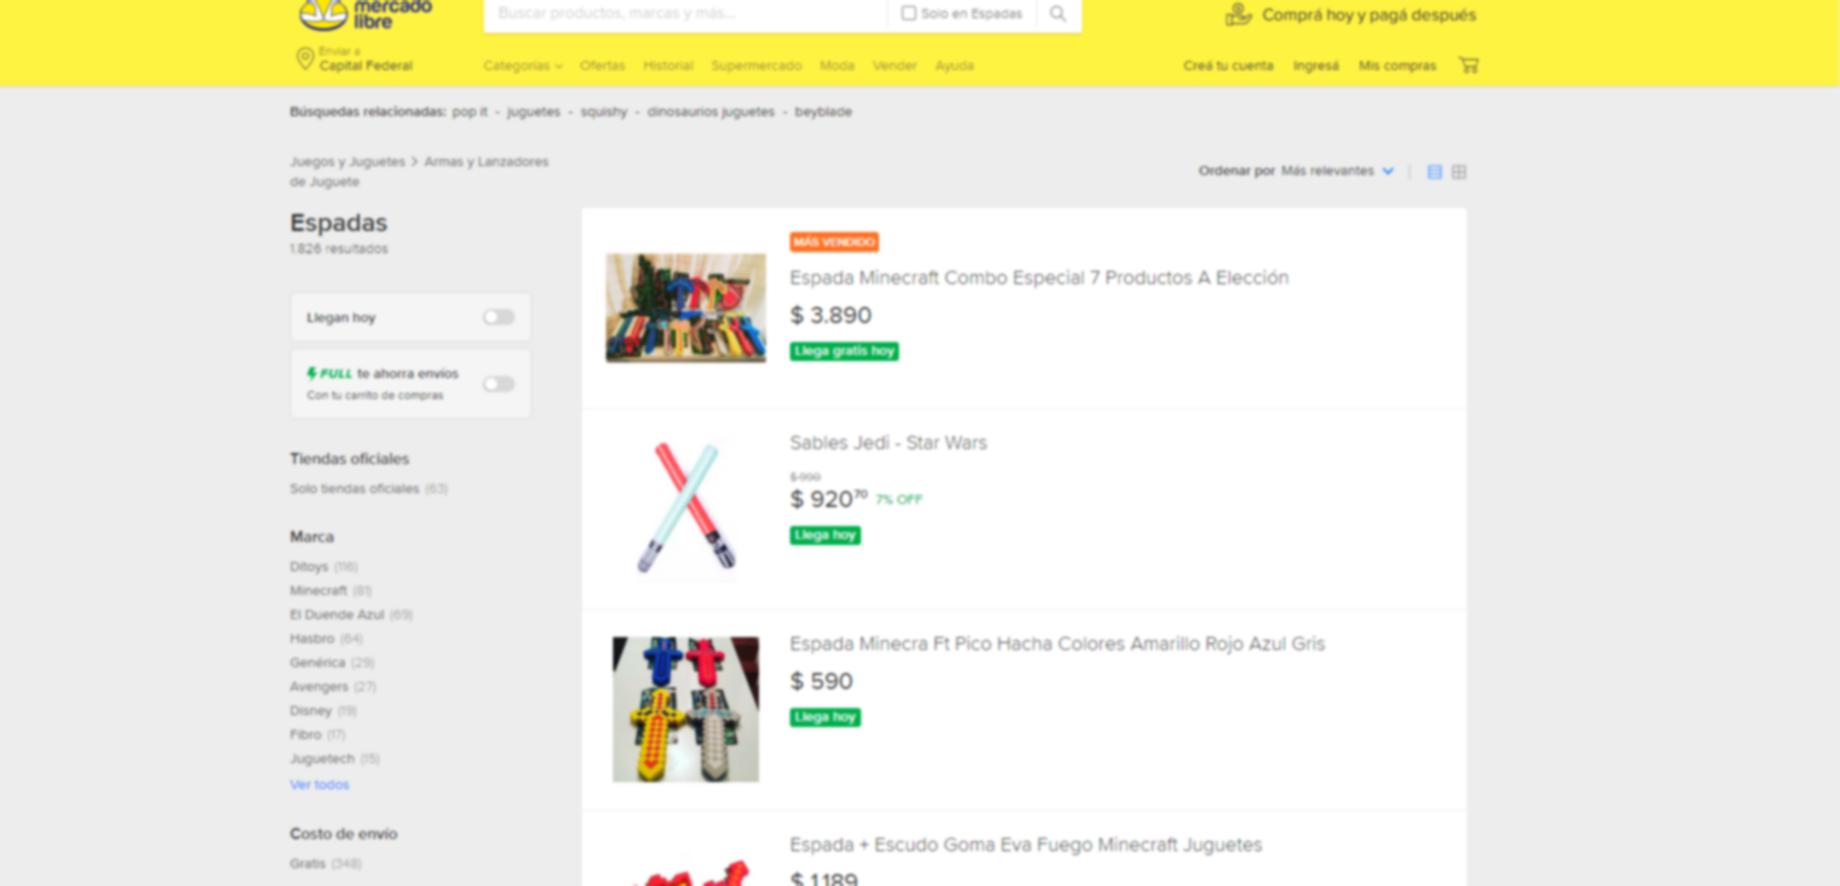 mercado
libre
Buscar productos, marcas y más...
Solo en Espadas
Comprá hoy y pagá después
Enviar a
Capital Federal
Categorías Ofertas Historial Supermercado Moda Vender Ayuda
Creá tu cuenta Ingresá Mis compras
Búsquedas relacionadas: pop it - juguetes - squishy - dinosaurios juguetes - beyblade
Juegos y Juguetes > Armas y Lanzadores
de Juguete
Ordenar por Más relevantes
Espadas
1.826 resultados
Llegan hoy
FULL te ahorra envíos
Con tu carrito de compras
Tiendas oficiales
Solo tiendas oficiales (63)
Marca
Ditoys (116)
Minecraft (81)
El Duende Azul (69)
Hasbro (64)
Genérica (29)
Avengers (27)
Disney (19)
Fibro (17)
Juguetech (15)
Ver todos
Costo de envío
Gratis (348)
MÁS VENDIDO
Espada Minecraft Combo Especial 7 Productos A Elección
$ 3.890
Llega gratis hoy
Sables Jedi - Star Wars
$ 990
$ 920 70 7% OFF
Llega hoy
Espada Minecra Ft Pico Hacha Colores Amarillo Rojo Azul Gris
$ 590
Llega hoy
Espada + Escudo Goma Eva Fuego Minecraft Juguetes
$ 1.189